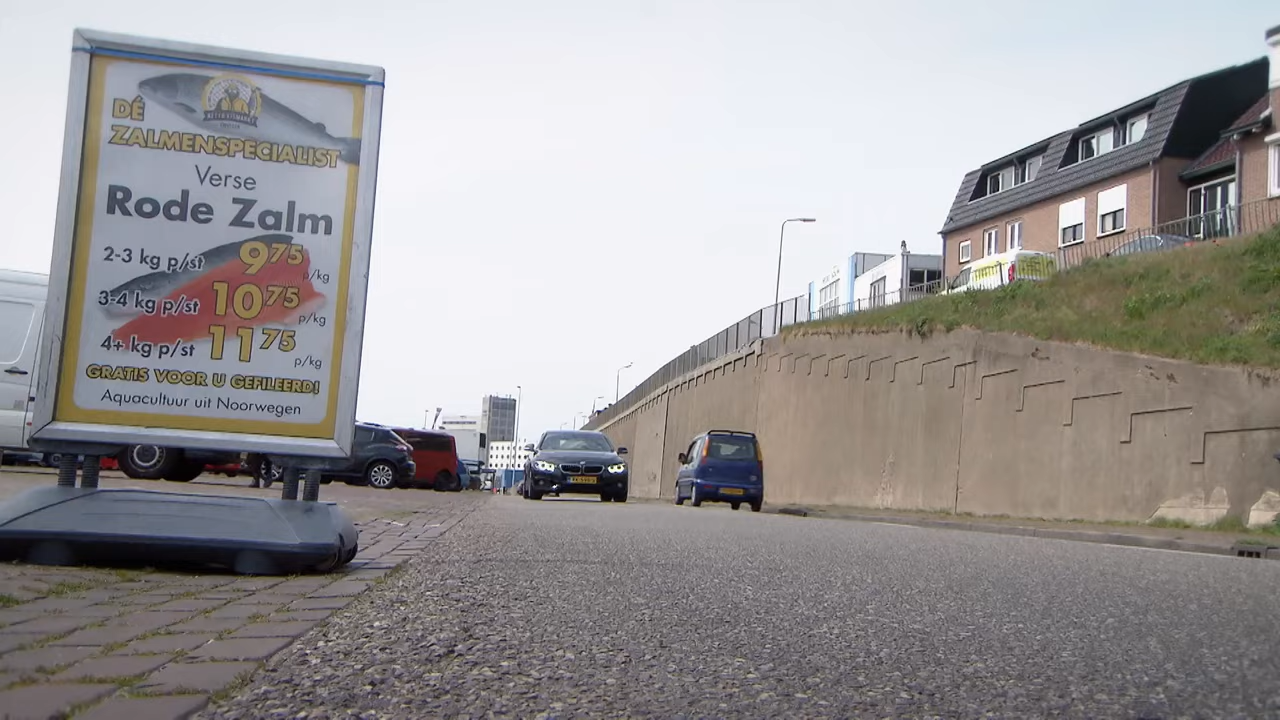 DÉ
ZALMENSPECIALIST
Verse
Rode Zalm
2-3 kg p/st 975 p/kg
3-4 kg p/st 1075 p/kg
4+ kg p/st 1175 p/kg
GRATIS VOOR U GEFILEERD!
Aquacultuur uit Noorwegen